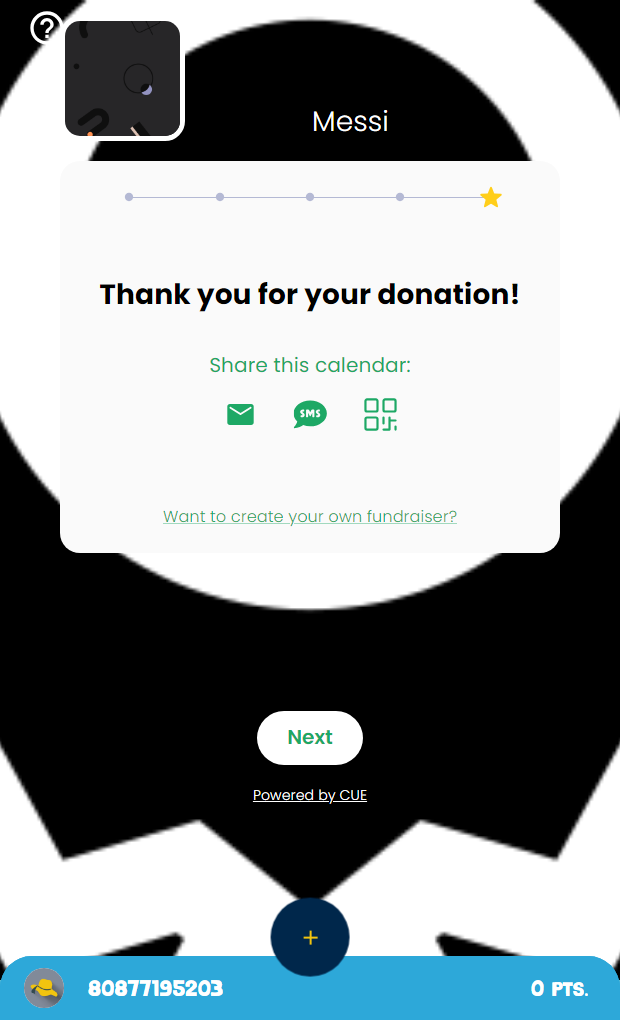 Messi
Thank you for your donation!
Share this calendar:
SMS
Want to create your own fundraiser?
Next
Powered by CUE
+
80877195203
0 PTS.